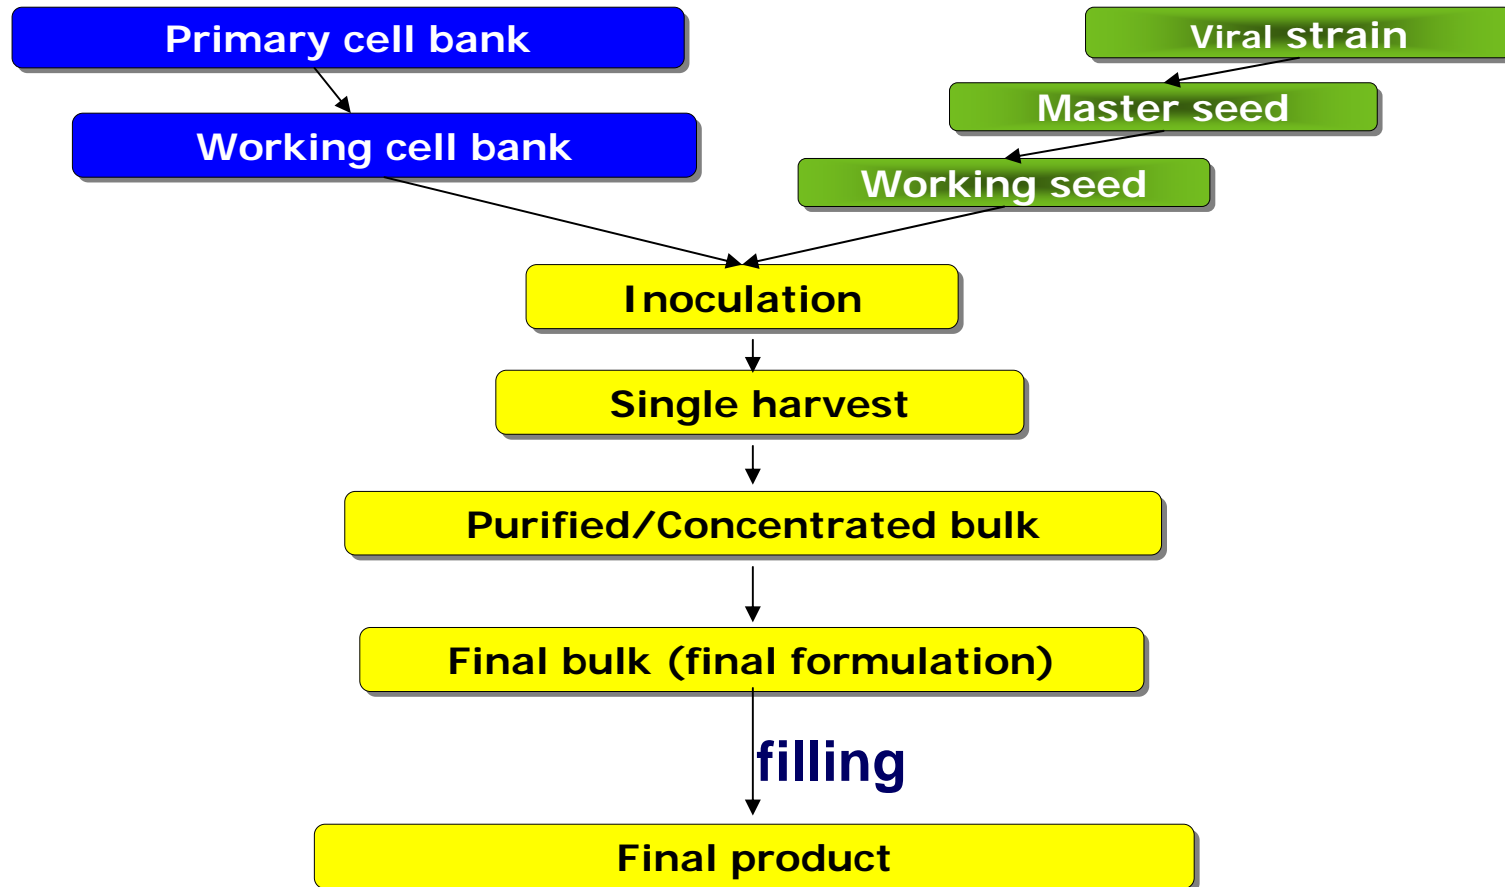 Primary cell bank
Viral strain
Master seed
Working cell bank
Working seed
Inoculation
Single harvest
Purified/Concentrated bulk
Final bulk (final formulation)
filling
Final product